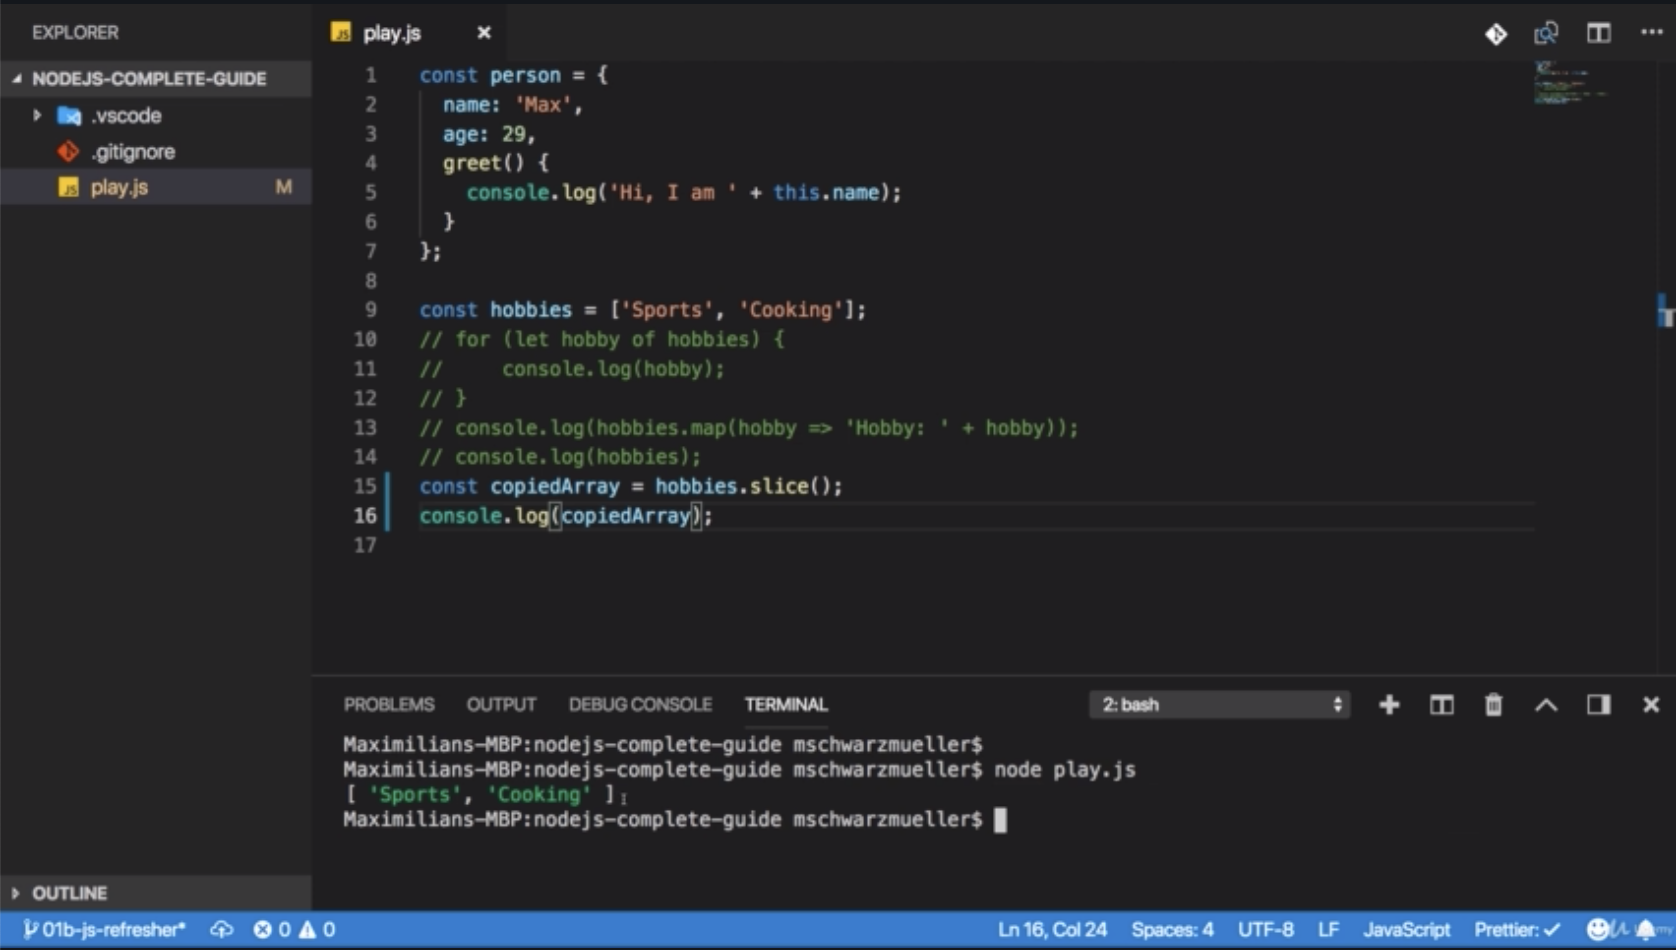 EXPLORER
play.js
NODEJS-COMPLETE-GUIDE
.vscode
.gitignore
play.js M
1 const person = {
2 name: 'Max',
3 age: 29,
4 greet() {
5 console.log('Hi, I am ' + this.name);
6 }
7 };
8
9 const hobbies = ['Sports', 'Cooking'];
10 // for (let hobby of hobbies) {
11 //     console.log(hobby);
12 // }
13 // console.log(hobbies.map(hobby => 'Hobby: ' + hobby));
14 // console.log(hobbies);
15 const copiedArray = hobbies.slice();
16 console.log(copiedArray);
17
PROBLEMS OUTPUT DEBUG CONSOLE TERMINAL 2: bash
Maximilians-MBP:nodejs-complete-guide mschwarzmueller$
Maximilians-MBP:nodejs-complete-guide mschwarzmueller$ node play.js
[ 'Sports', 'Cooking' ]
Maximilians-MBP:nodejs-complete-guide mschwarzmueller$
OUTLINE
01b-js-refresher* 0 0 Ln 16, Col 24 Spaces: 4 UTF-8 LF JavaScript Prettier: ✓